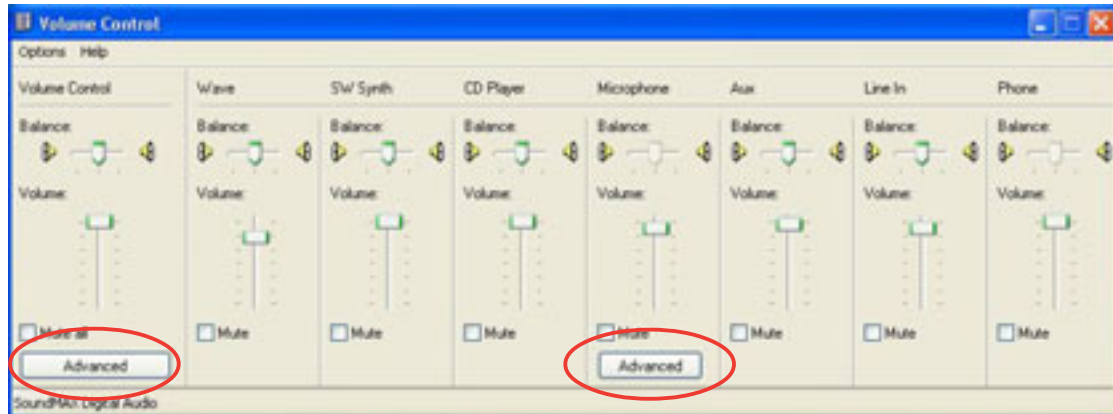 Volume Control
Options Help
Volume Control Wave SW Synth CD Player Microphone Aux Line In Phone
Balance: Balance: Balance: Balance: Balance: Balance: Balance: Balance:
Volume: Volume: Volume: Volume: Volume: Volume: Volume: Volume:
Mute all Mute Mute Mute Mute Mute Mute Mute
Advanced Advanced
SoundMAX Digital Audio